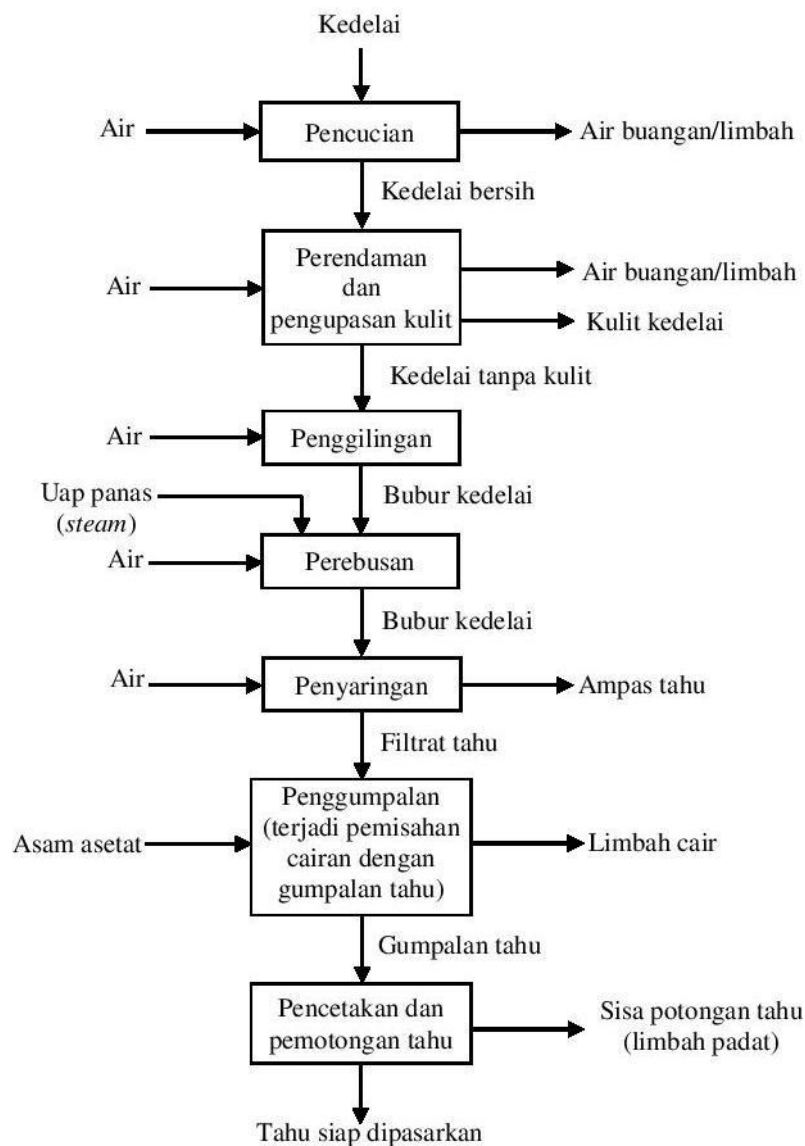 Kedelai
Air
Pencucian
Air buangan/limbah
Kedelai bersih
Air
Perendaman
dan
pengupasan kulit
Air buangan/limbah
Kulit kedelai
Kedelai tanpa kulit
Air
Penggilingan
Uap panas
(steam)
Bubur kedelai
Air
Perebusan
Bubur kedelai
Air
Penyaringan
Ampas tahu
Filtrat tahu
Asam asetat
Penggumpalan
(terjadi pemisahan
cairan dengan
gumpalan tahu)
Limbah cair
Gumpalan tahu
Pencetakan dan
pemotongan tahu
Sisa potongan tahu
(limbah padat)
Tahu siap dipasarkan